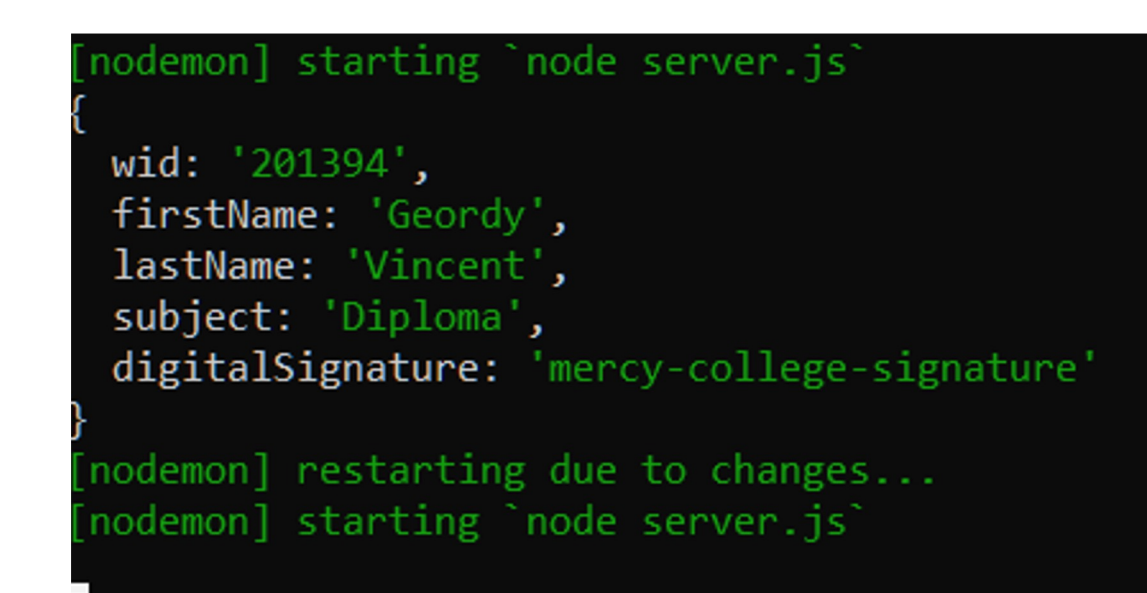 [nodemon] starting `node server.js`
{
  wid: '201394',
  firstName: 'Geordy',
  lastName: 'Vincent',
  subject: 'Diploma',
  digitalSignature: 'mercy-college-signature'
}
[nodemon] restarting due to changes...
[nodemon] starting `node server.js`